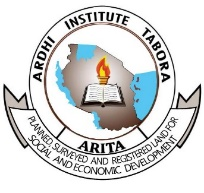 ARDHI INSTITUTE TABORA
ARITA
PLANNED, SURVEYED AND REGISTERED LAND FOR
SOCIAL AND ECONOMIC DEVELOPMENT